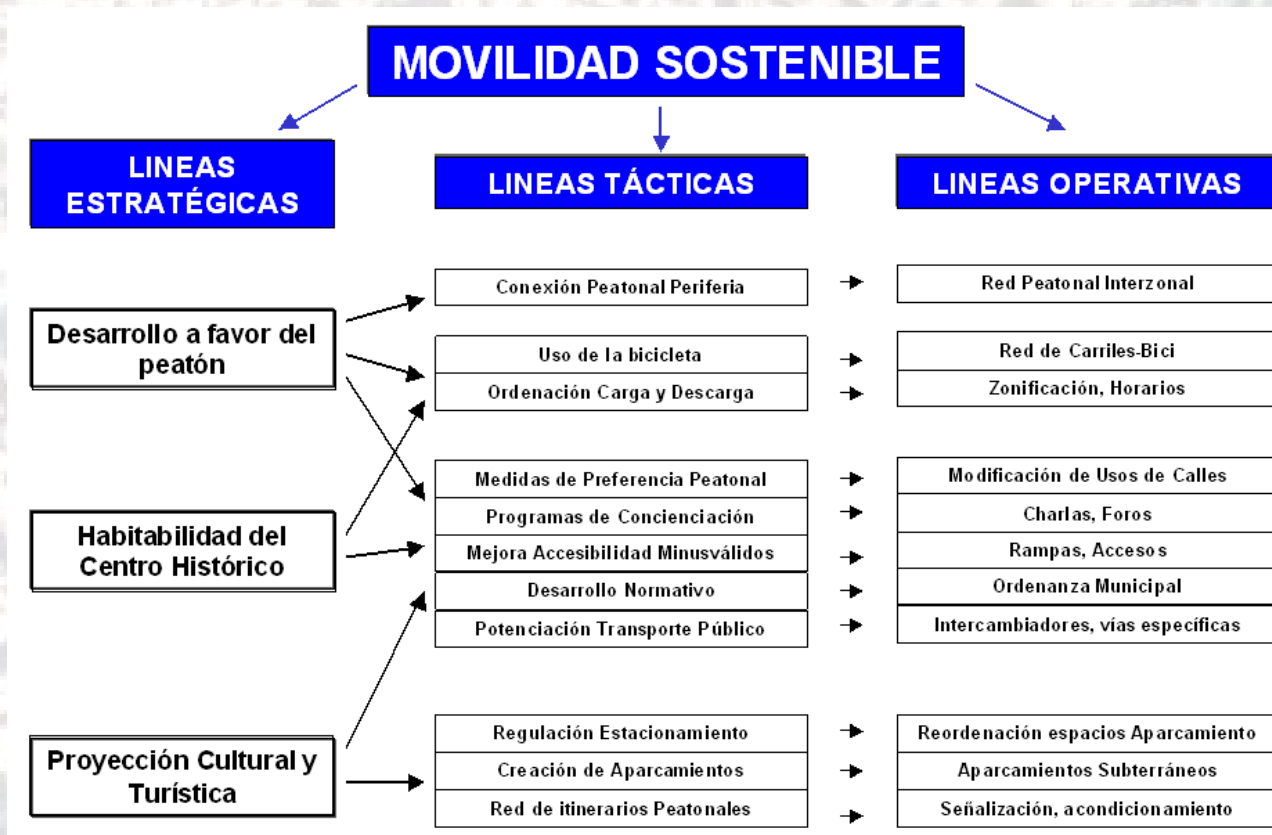 MOVILIDAD SOSTENIBLE
LINEAS
ESTRATÉGICAS
LINEAS TÁCTICAS
LINEAS OPERATIVAS
Desarrollo a favor del
peatón
Habitabilidad del
Centro Histórico
Proyección Cultural y
Turística
Conexión Peatonal Periferia
Uso de la bicicleta
Ordenación Carga y Descarga
Medidas de Preferencia Peatonal
Programas de Concienciación
Mejora Accesibilidad Minusválidos
Desarrollo Normativo
Potenciación Transporte Público
Regulación Estacionamiento
Creación de Aparcamientos
Red de itinerarios Peatonales
Red Peatonal Interzonal
Red de Carriles-Bici
Zonificación, Horarios
Modificación de Usos de Calles
Charlas, Foros
Rampas, Accesos
Ordenanza Municipal
Intercambiadores, vías específicas
Reordenación espacios Aparcamiento
Aparcamientos Subterráneos
Señalización, acondicionamiento